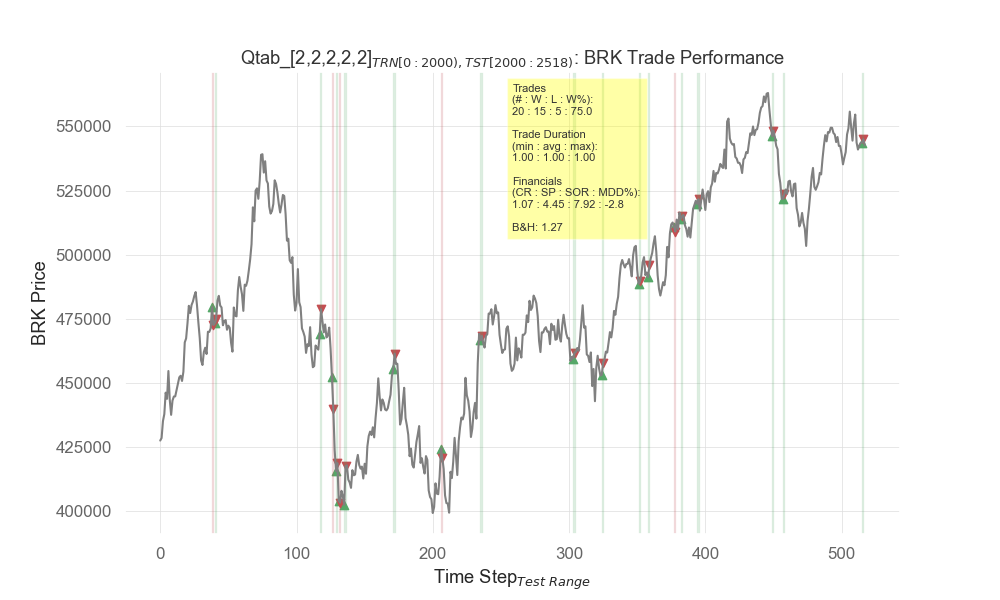 Qtab_[2,2,2,2,2]TRN[0 : 2000), TST[2000 : 2518): BRK Trade Performance
Trades
(# : W : L : W%):
20 : 15 : 5 : 75.0
Trade Duration
(min : avg : max):
1.00 : 1.00 : 1.00
Financials
(CR : SP : SOR : MDD%):
1.07 : 4.45 : 7.92 : -2.8
B&H: 1.27
BRK Price
550000
525000
500000
475000
450000
425000
400000
0 100 200 300 400 500
Time StepTest Range